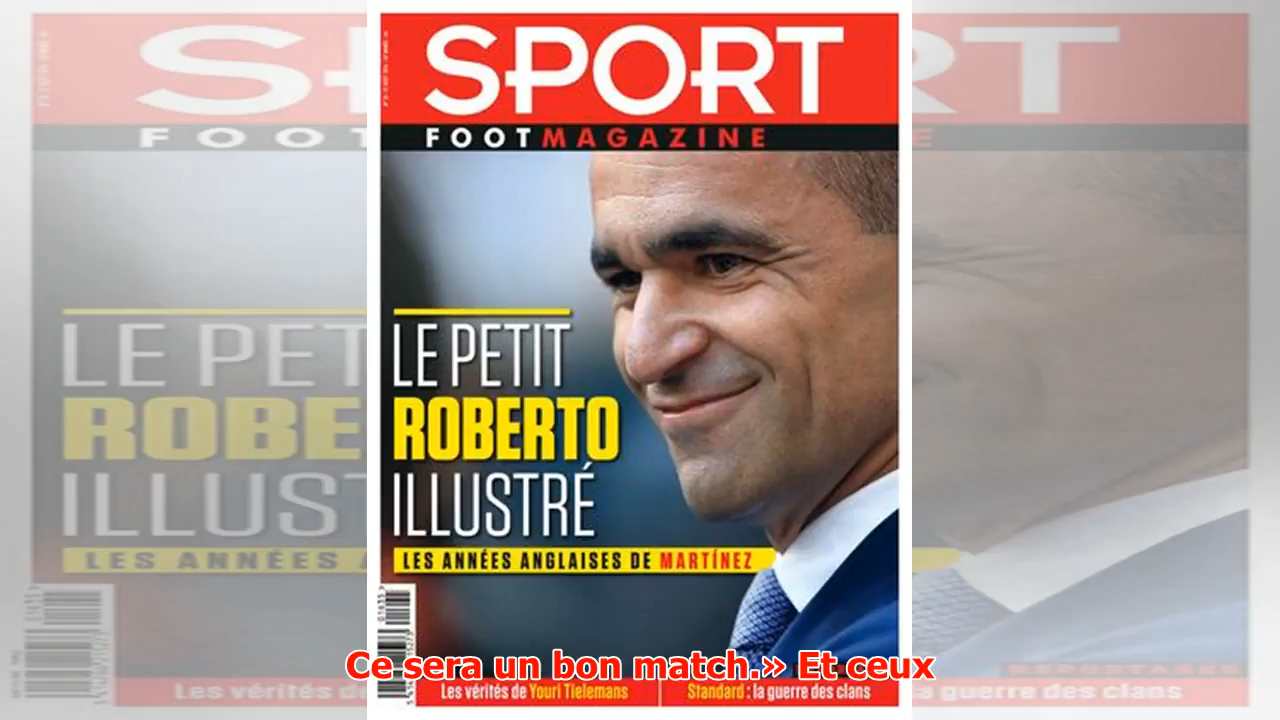 SPORT
FOOTMAGAZINE
LE PETIT
ROBERTO
ILLUSTRÉ
LES ANNÉES ANGLAISES DE MARTÍNEZ
Ce sera un bon match.» Et ceux
Les vérités de Youri Tielemans
Standard : la guerre des clans